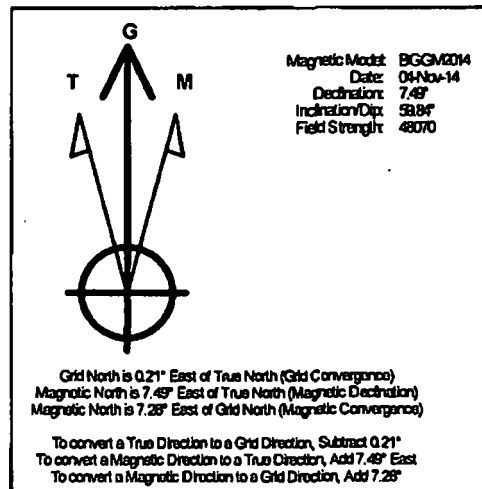 G
T M
Magnetic Model: BGGM2014
Date: 04-Nov-14
Declination: 7.49°
Inclination/Dip: 59.84°
Field Strength: 48070
Grid North is 0.21° East of True North (Grid Convergence)
Magnetic North is 7.49° East of True North (Magnetic Declination)
Magnetic North is 7.28° East of Grid North (Magnetic Convergence)
To convert a True Direction to a Grid Direction, Subtract 0.21°
To convert a Magnetic Direction to a True Direction, Add 7.49° East
To convert a Magnetic Direction to a Grid Direction, Add 7.28°